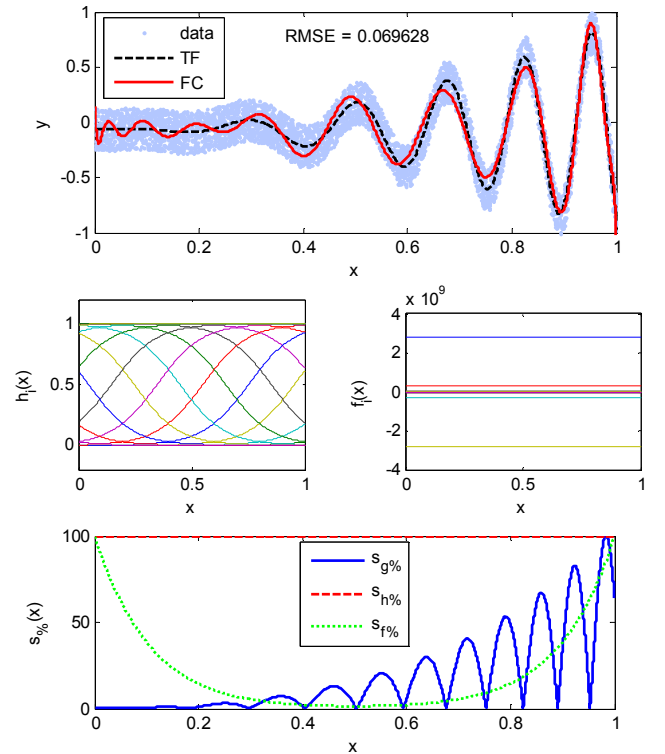 data
TF
FC
RMSE = 0.069628
1
0.5
0
-0.5
-1
y
0 0.2 0.4 0.6 0.8 1
x
1
0.5
0
h_i(x)
0 0.5 1
x
x 10^9
4
2
0
-2
-4
f_i(x)
0 0.5 1
x
100
50
0
s_%(x)
s_g%
s_h%
s_f%
0 0.2 0.4 0.6 0.8 1
x